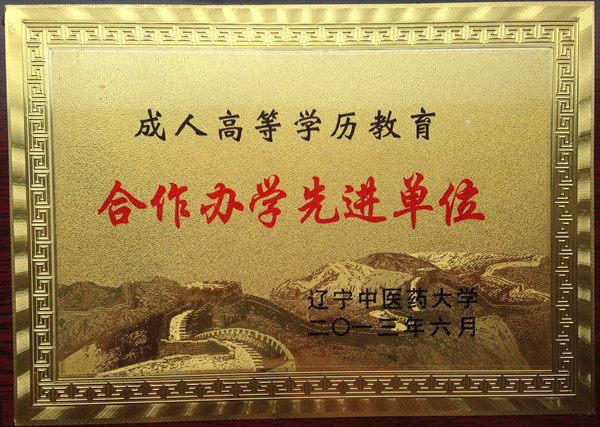 成人高等学历教育
合作办学先进单位
辽宁中医药大学
二〇一三年六月